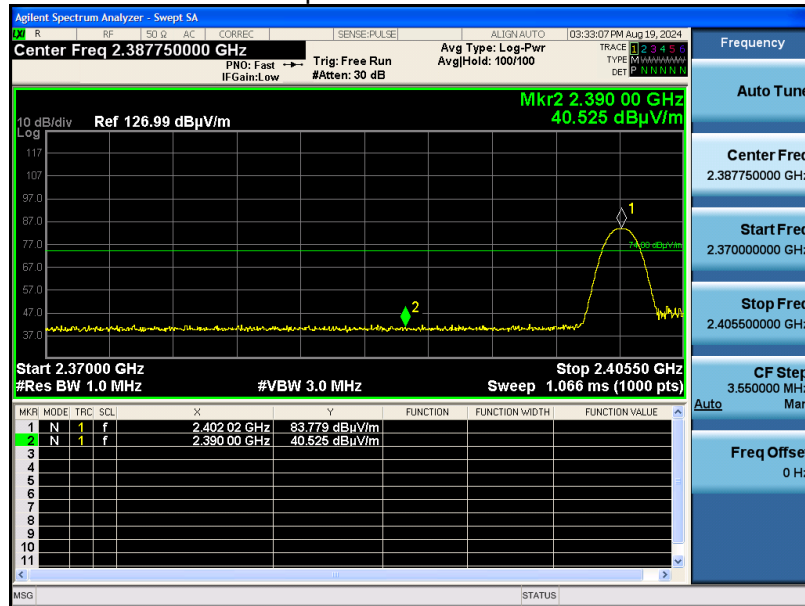 Agilent Spectrum Analyzer - Swept SA
LXI R RF 50 Ω AC CORREC SENSE:PULSE ALIGN AUTO 03:33:07 PM Aug 19, 2024
Center Freq 2.387750000 GHz
PNO: Fast
IFGain:Low
Trig: Free Run
#Atten: 30 dB
Avg Type: Log-Pwr
Avg|Hold: 100/100
TRACE 1 2 3 4 5 6
TYPE M
DET P N N N N N
Mkr2 2.390 00 GHz
40.525 dBµV/m
10 dB/div Ref 126.99 dBµV/m
Log
117
107
97.0
87.0
77.0
67.0
57.0
47.0
37.0
1
74.00 dBµV/m
2
Start 2.37000 GHz Stop 2.40550 GHz
#Res BW 1.0 MHz #VBW 3.0 MHz Sweep 1.066 ms (1000 pts)
MKR MODE TRC SCL X Y FUNCTION FUNCTION WIDTH FUNCTION VALUE
1 N 1 f 2.402 02 GHz 83.779 dBµV/m
2 N 1 f 2.390 00 GHz 40.525 dBµV/m
3
4
5
6
7
8
9
10
11
MSG STATUS
Frequency
Auto Tune
Center Freq
2.387750000 GHz
Start Freq
2.370000000 GHz
Stop Freq
2.405500000 GHz
CF Step
3.550000 MHz
Auto Man
Freq Offset
0 Hz